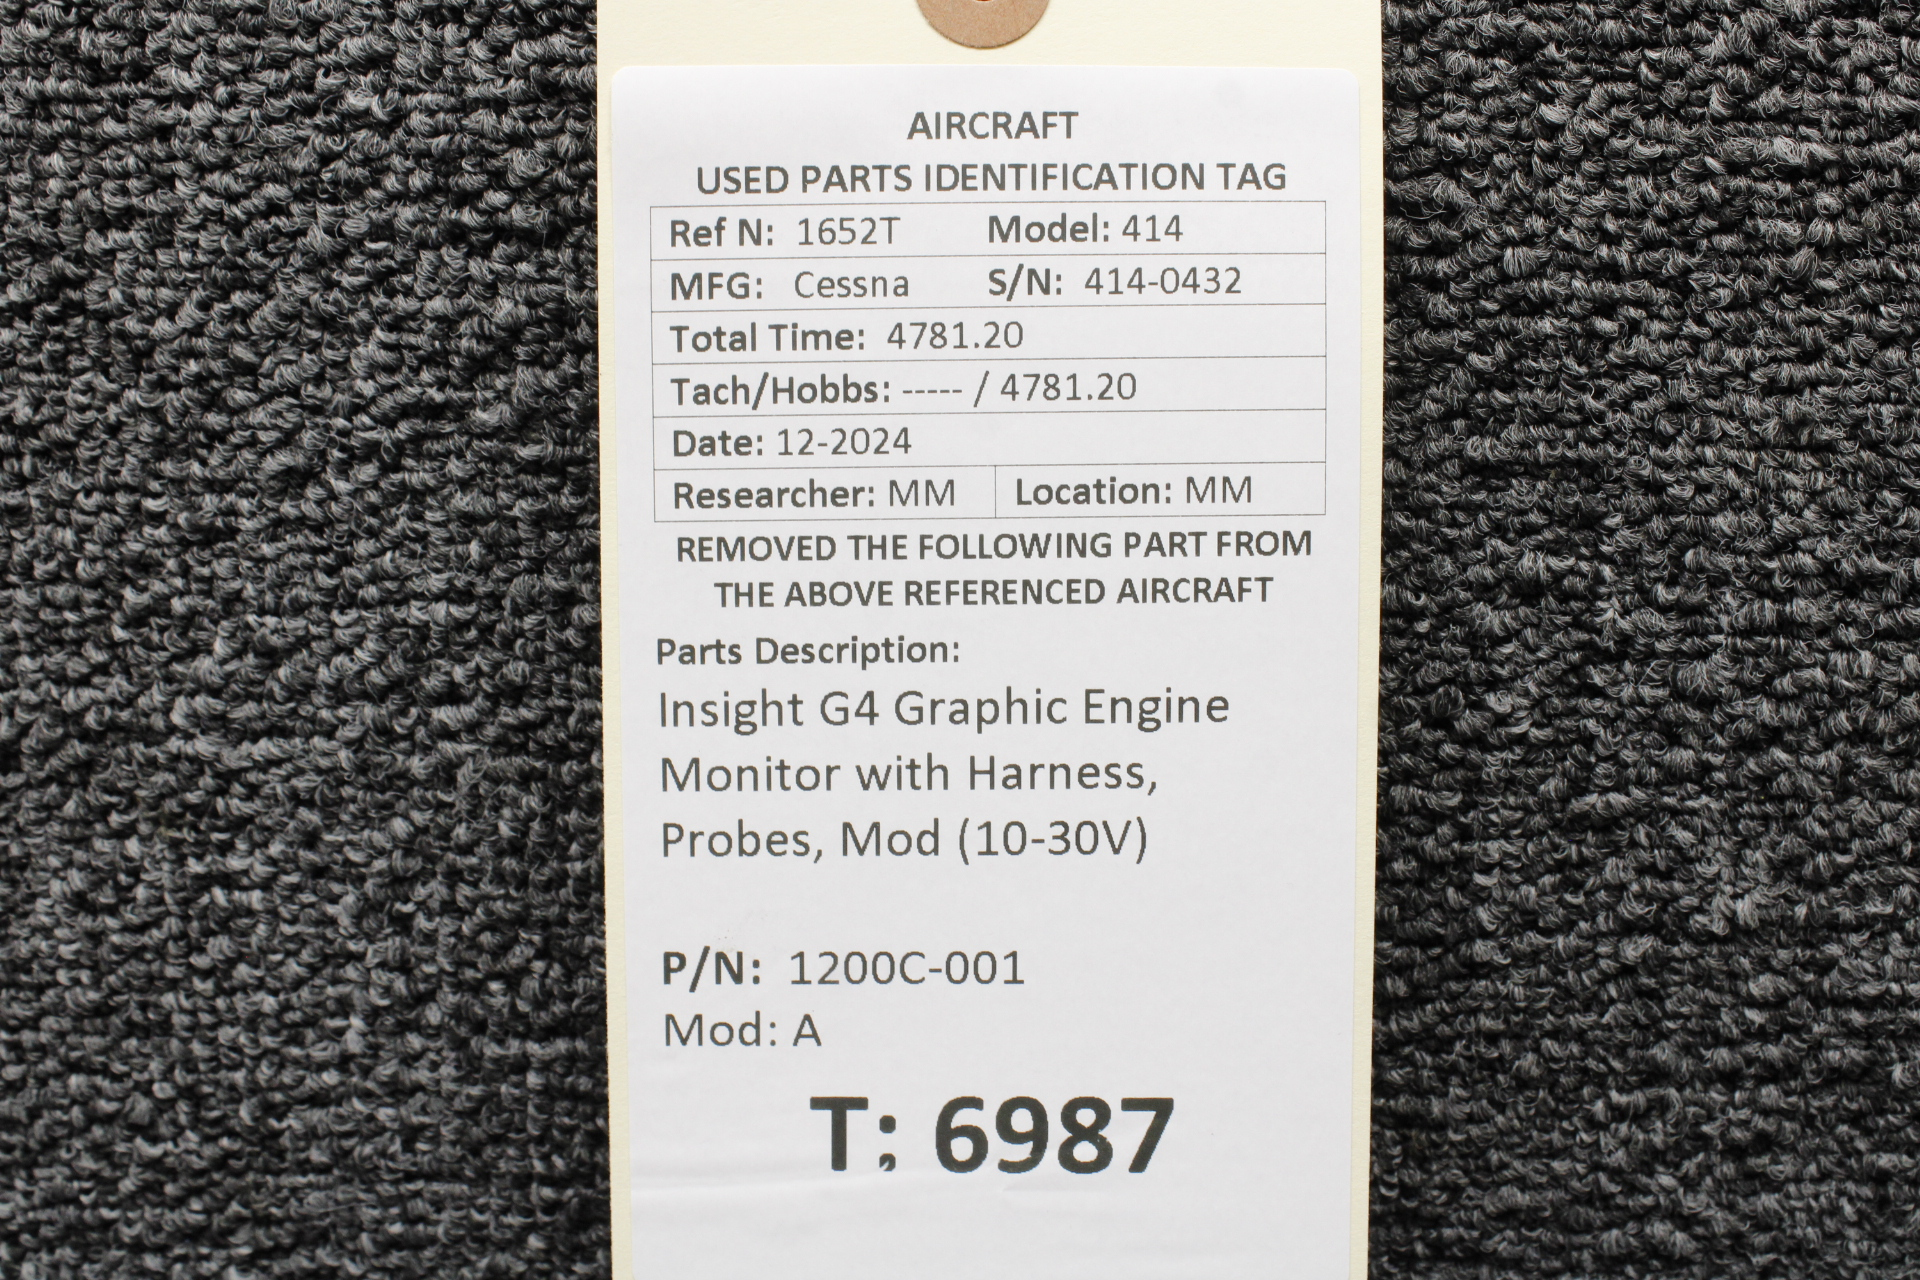 AIRCRAFT
USED PARTS IDENTIFICATION TAG
Ref N: 1652T Model: 414
MFG: Cessna S/N: 414-0432
Total Time: 4781.20
Tach/Hobbs: ----- / 4781.20
Date: 12-2024
Researcher: MM Location: MM
REMOVED THE FOLLOWING PART FROM
THE ABOVE REFERENCED AIRCRAFT
Parts Description:
Insight G4 Graphic Engine
Monitor with Harness,
Probes, Mod (10-30V)
P/N: 1200C-001
Mod: A
T: 6987